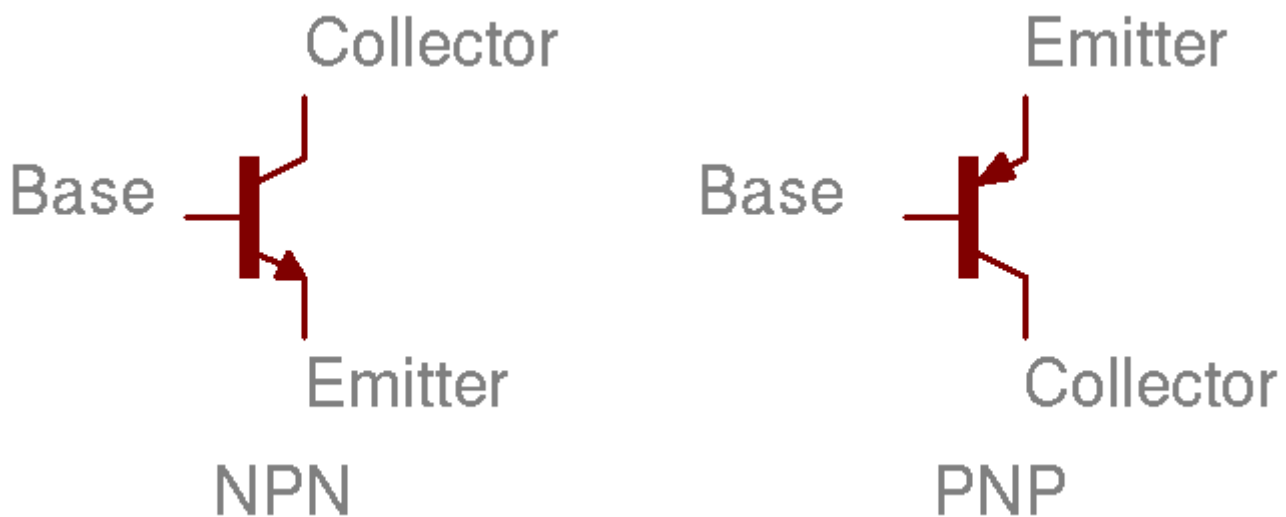 Collector
Base
Emitter
NPN
Emitter
Base
Collector
PNP